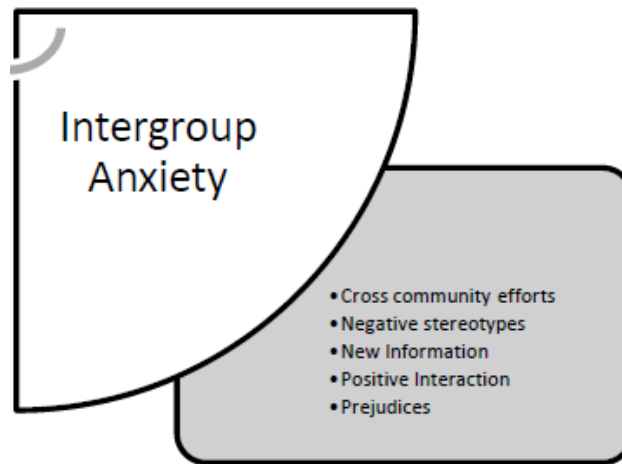 Intergroup
Anxiety
•Cross community efforts
•Negative stereotypes
•New Information
•Positive Interaction
•Prejudices